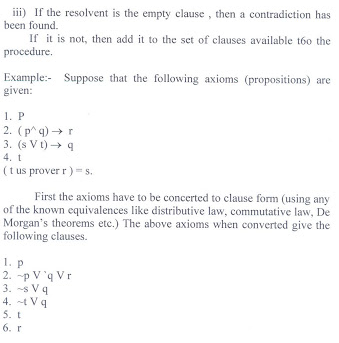 iii) If the resolvent is the empty clause , then a contradiction has
been found.
If it is not, then add it to the set of clauses available t6o the
procedure.
Example:- Suppose that the following axioms (propositions) are
given:
1. P
2. ( p^ q) → r
3. (s V t) → q
4. t
( t us prover r ) = s.
First the axioms have to be concerted to clause form (using any
of the known equivalences like distributive law, commutative law, De
Morgan's theorems etc.) The above axioms when converted give the
following clauses.
1. p
2. ~p V `q V r
3. ~s V q
4. ~t V q
5. t
6. r